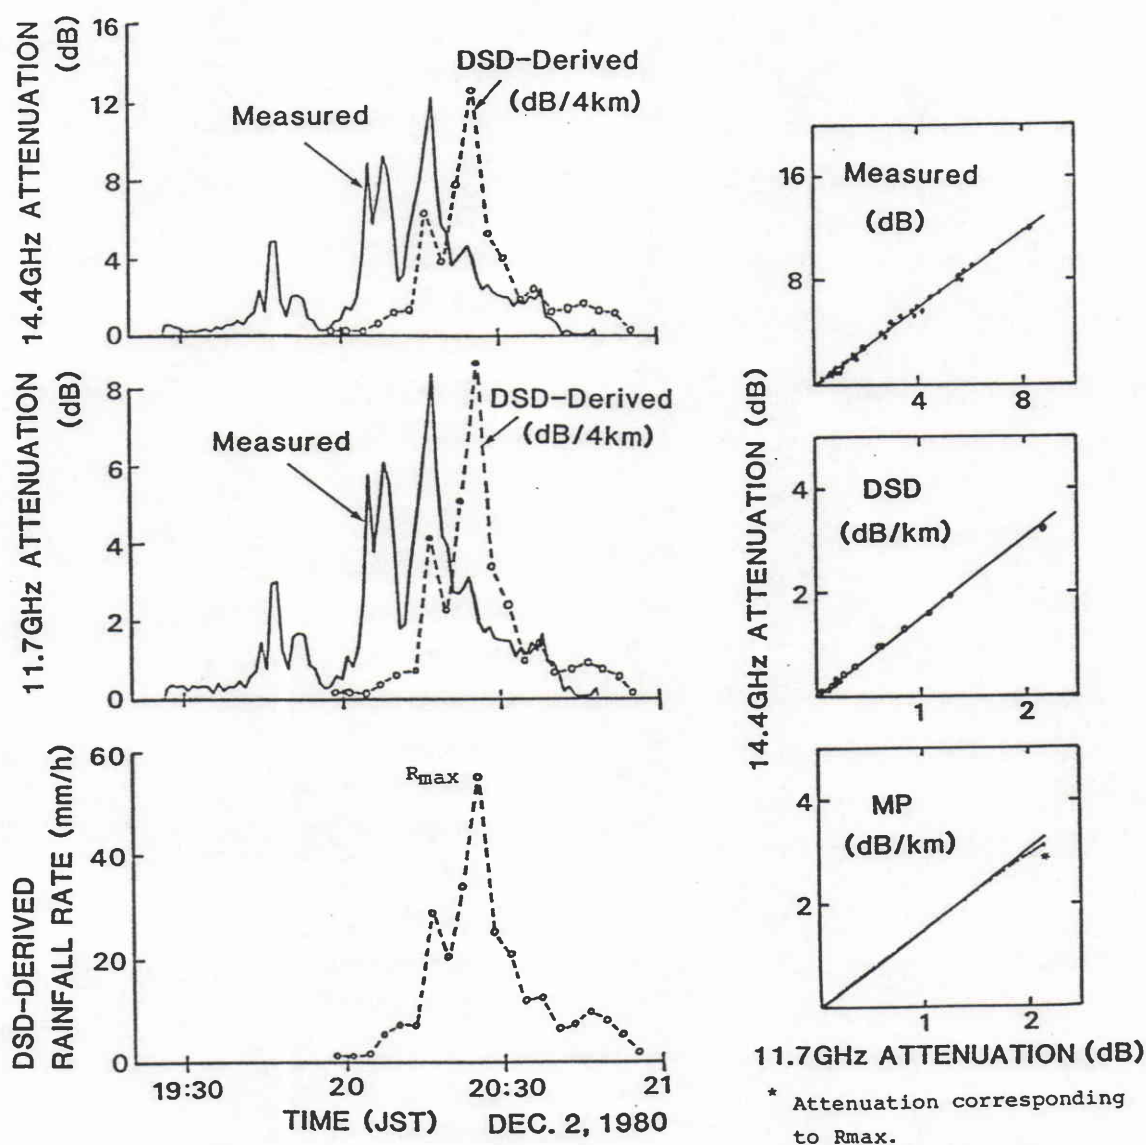 14.4GHz ATTENUATION
(dB)
16
12
8
4
0
Measured
DSD-Derived
(dB/4km)
11.7GHz ATTENUATION
(dB)
8
6
4
2
0
Measured
DSD-Derived
(dB/4km)
DSD-DERIVED
RAINFALL RATE (mm/h)
60
40
20
0
Rmax
19:30 20 20:30 21
TIME (JST) DEC. 2, 1980
14.4GHz ATTENUATION (dB)
Measured
(dB)
16
8
4 8
DSD
(dB/km)
4
2
1 2
MP
(dB/km)
4
2
*
1 2
11.7GHz ATTENUATION (dB)
* Attenuation corresponding
to Rmax.